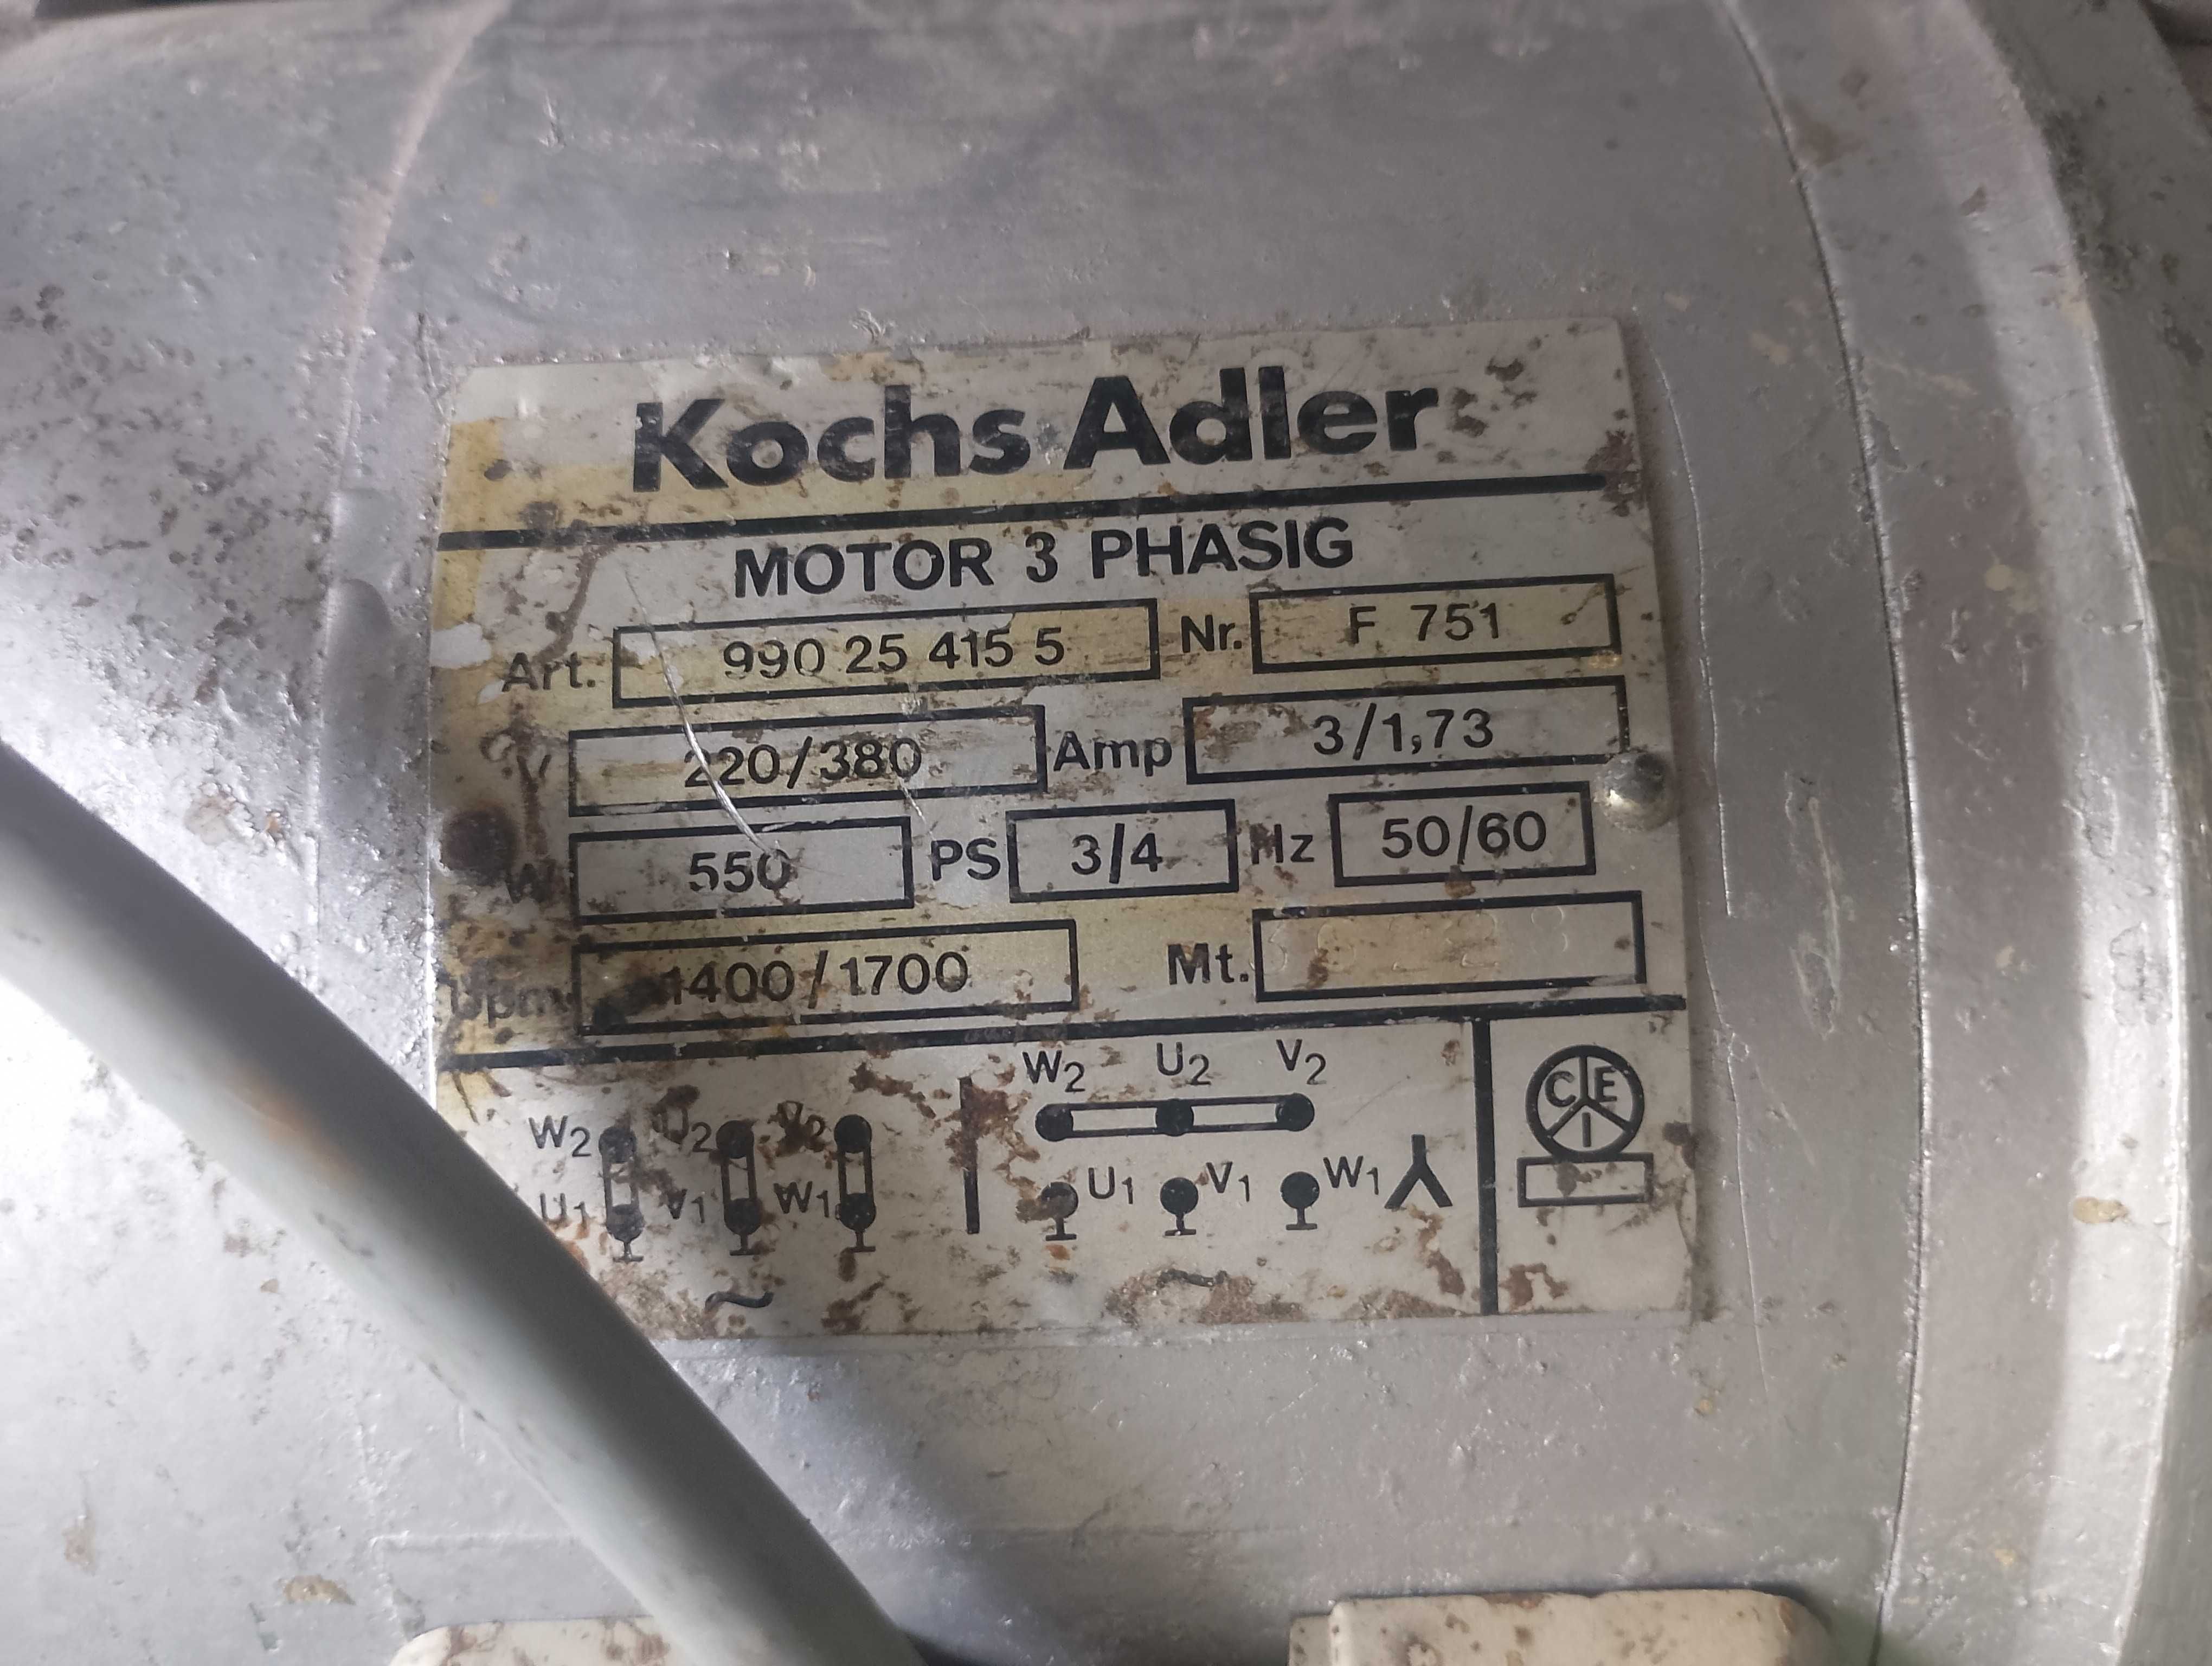 Kochs Adler
MOTOR 3 PHASIG
Art. 990 25 415 5 Nr. F 751
V 220/380 Amp 3/1,73
W 550 PS 3/4 Hz 50/60
Upm 1400/1700 Mt.
W2 U2 V2
W2 U2 V2
U1 V1 W1
U1 V1 W1
~ ~
CEI